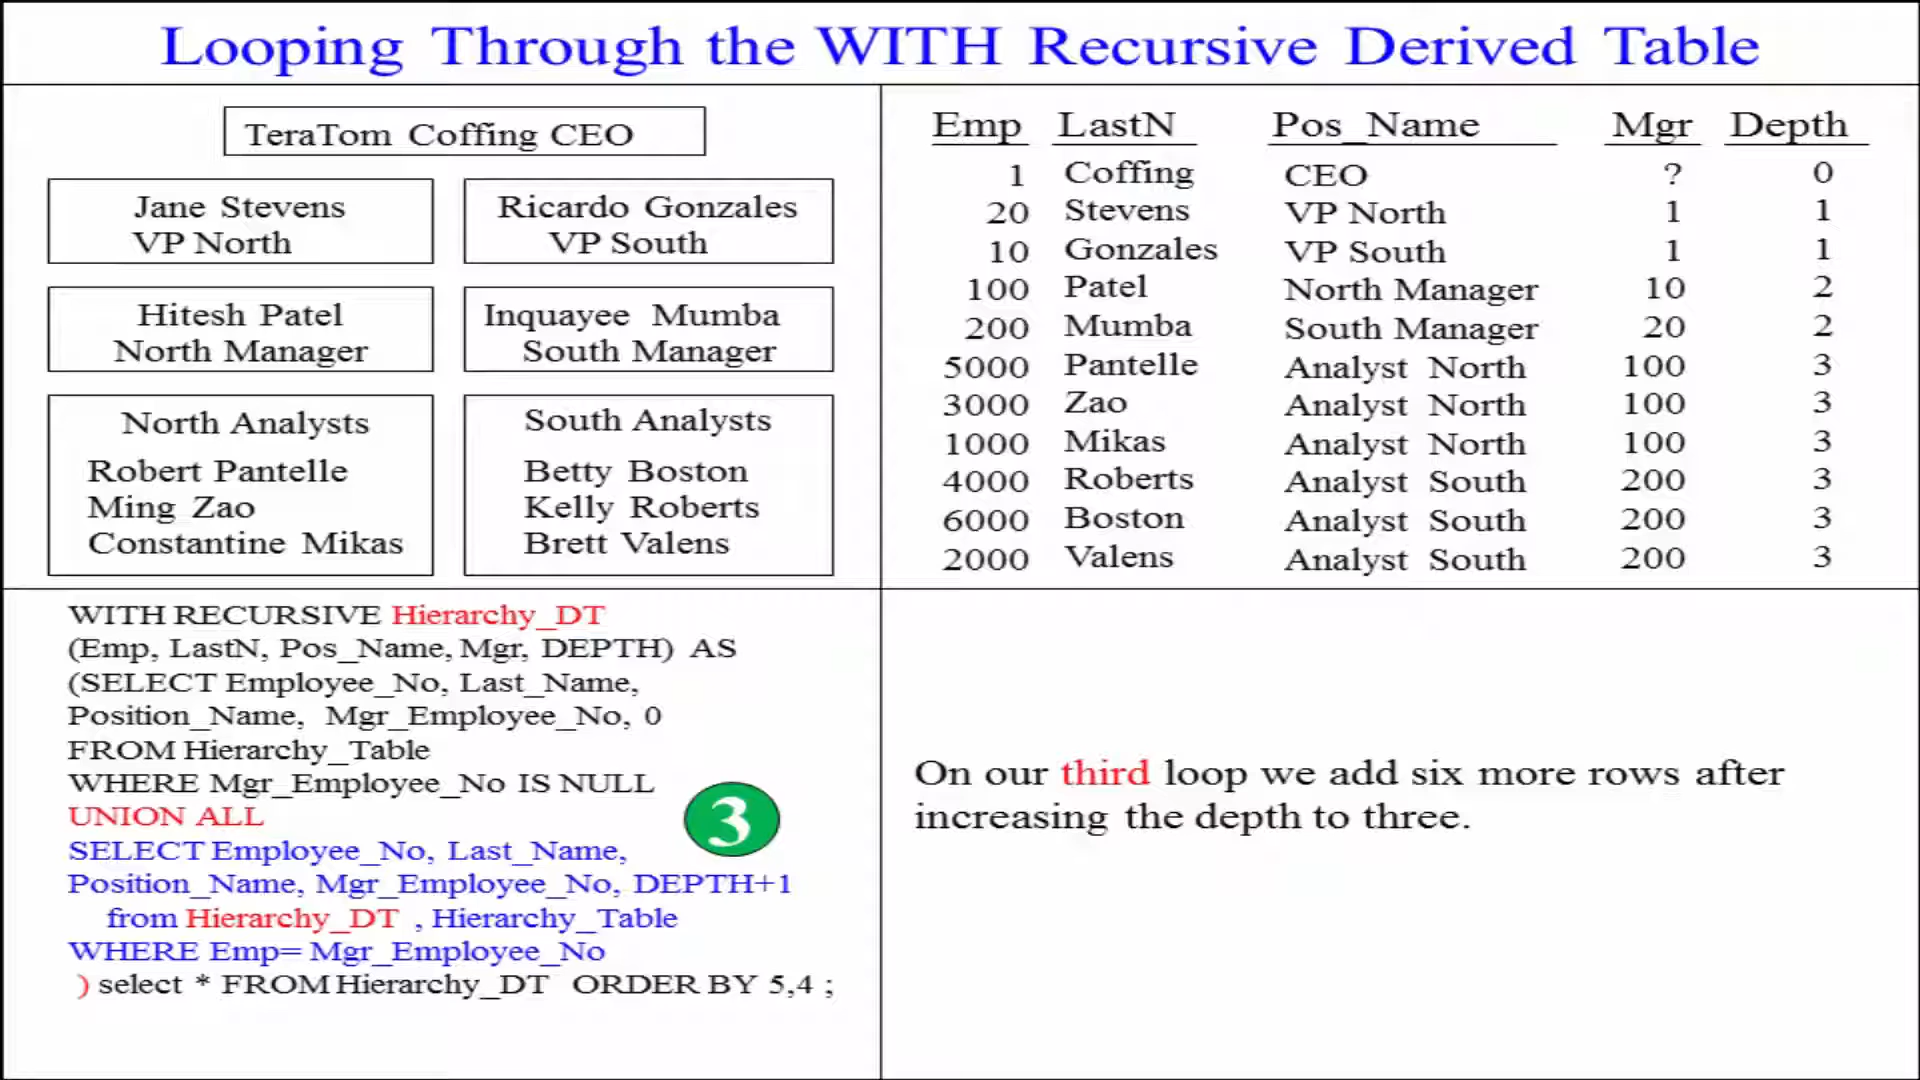 Looping Through the WITH Recursive Derived Table
TeraTom Coffing CEO
Jane Stevens
VP North
Ricardo Gonzales
VP South
Hitesh Patel
North Manager
Inquayee Mumba
South Manager
North Analysts
Robert Pantelle
Ming Zao
Constantine Mikas
South Analysts
Betty Boston
Kelly Roberts
Brett Valens
Emp LastN Pos_Name Mgr Depth
1 Coffing CEO ? 0
20 Stevens VP North 1 1
10 Gonzales VP South 1 1
100 Patel North Manager 10 2
200 Mumba South Manager 20 2
5000 Pantelle Analyst North 100 3
3000 Zao Analyst North 100 3
1000 Mikas Analyst North 100 3
4000 Roberts Analyst South 200 3
6000 Boston Analyst South 200 3
2000 Valens Analyst South 200 3
WITH RECURSIVE Hierarchy_DT
(Emp, LastN, Pos_Name, Mgr, DEPTH) AS
(SELECT Employee_No, Last_Name,
Position_Name, Mgr_Employee_No, 0
FROM Hierarchy_Table
WHERE Mgr_Employee_No IS NULL
UNION ALL
SELECT Employee_No, Last_Name,
Position_Name, Mgr_Employee_No, DEPTH+1
from Hierarchy_DT , Hierarchy_Table
WHERE Emp= Mgr_Employee_No
) select * FROM Hierarchy_DT ORDER BY 5,4 ;
3
On our third loop we add six more rows after
increasing the depth to three.